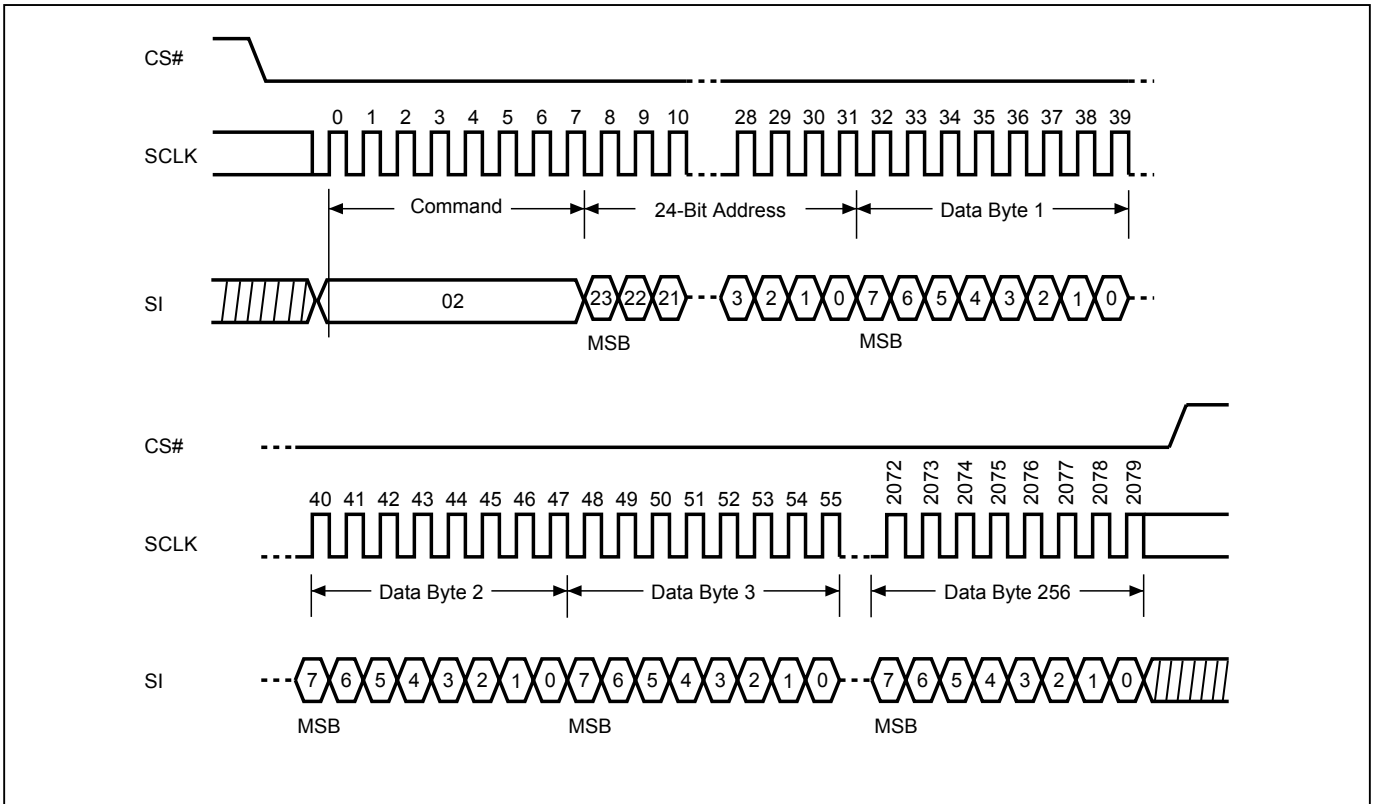 CS#
0 1 2 3 4 5 6 7 8 9 10 28 29 30 31 32 33 34 35 36 37 38 39
SCLK
Command 24-Bit Address Data Byte 1
SI 02 23 22 21 3 2 1 0 7 6 5 4 3 2 1 0
MSB MSB
CS#
40 41 42 43 44 45 46 47 48 49 50 51 52 53 54 55 2072 2073 2074 2075 2076 2077 2078 2079
SCLK
Data Byte 2 Data Byte 3 Data Byte 256
SI 7 6 5 4 3 2 1 0 7 6 5 4 3 2 1 0 7 6 5 4 3 2 1 0
MSB MSB MSB